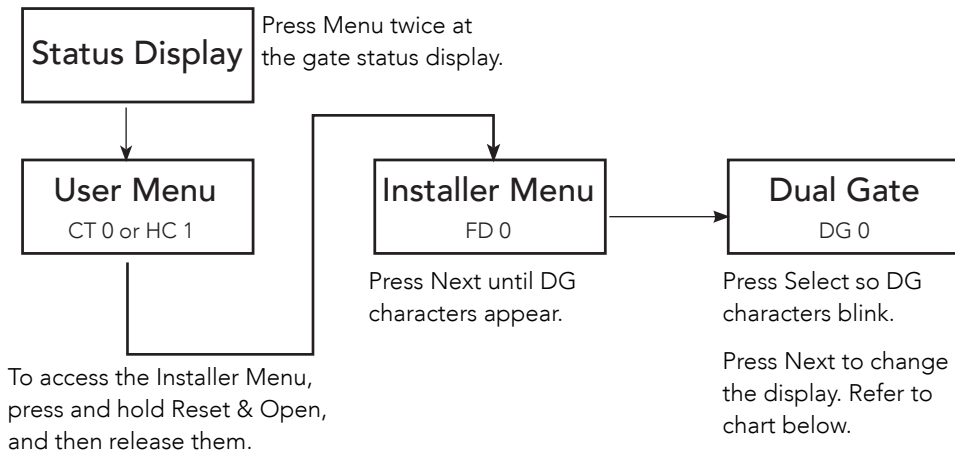 Status Display
Press Menu twice at
the gate status display.
User Menu
CT 0 or HC 1
To access the Installer Menu,
press and hold Reset & Open,
and then release them.
Installer Menu
FD 0
Press Next until DG
characters appear.
Dual Gate
DG 0
Press Select so DG
characters blink.
Press Next to change
the display. Refer to
chart below.